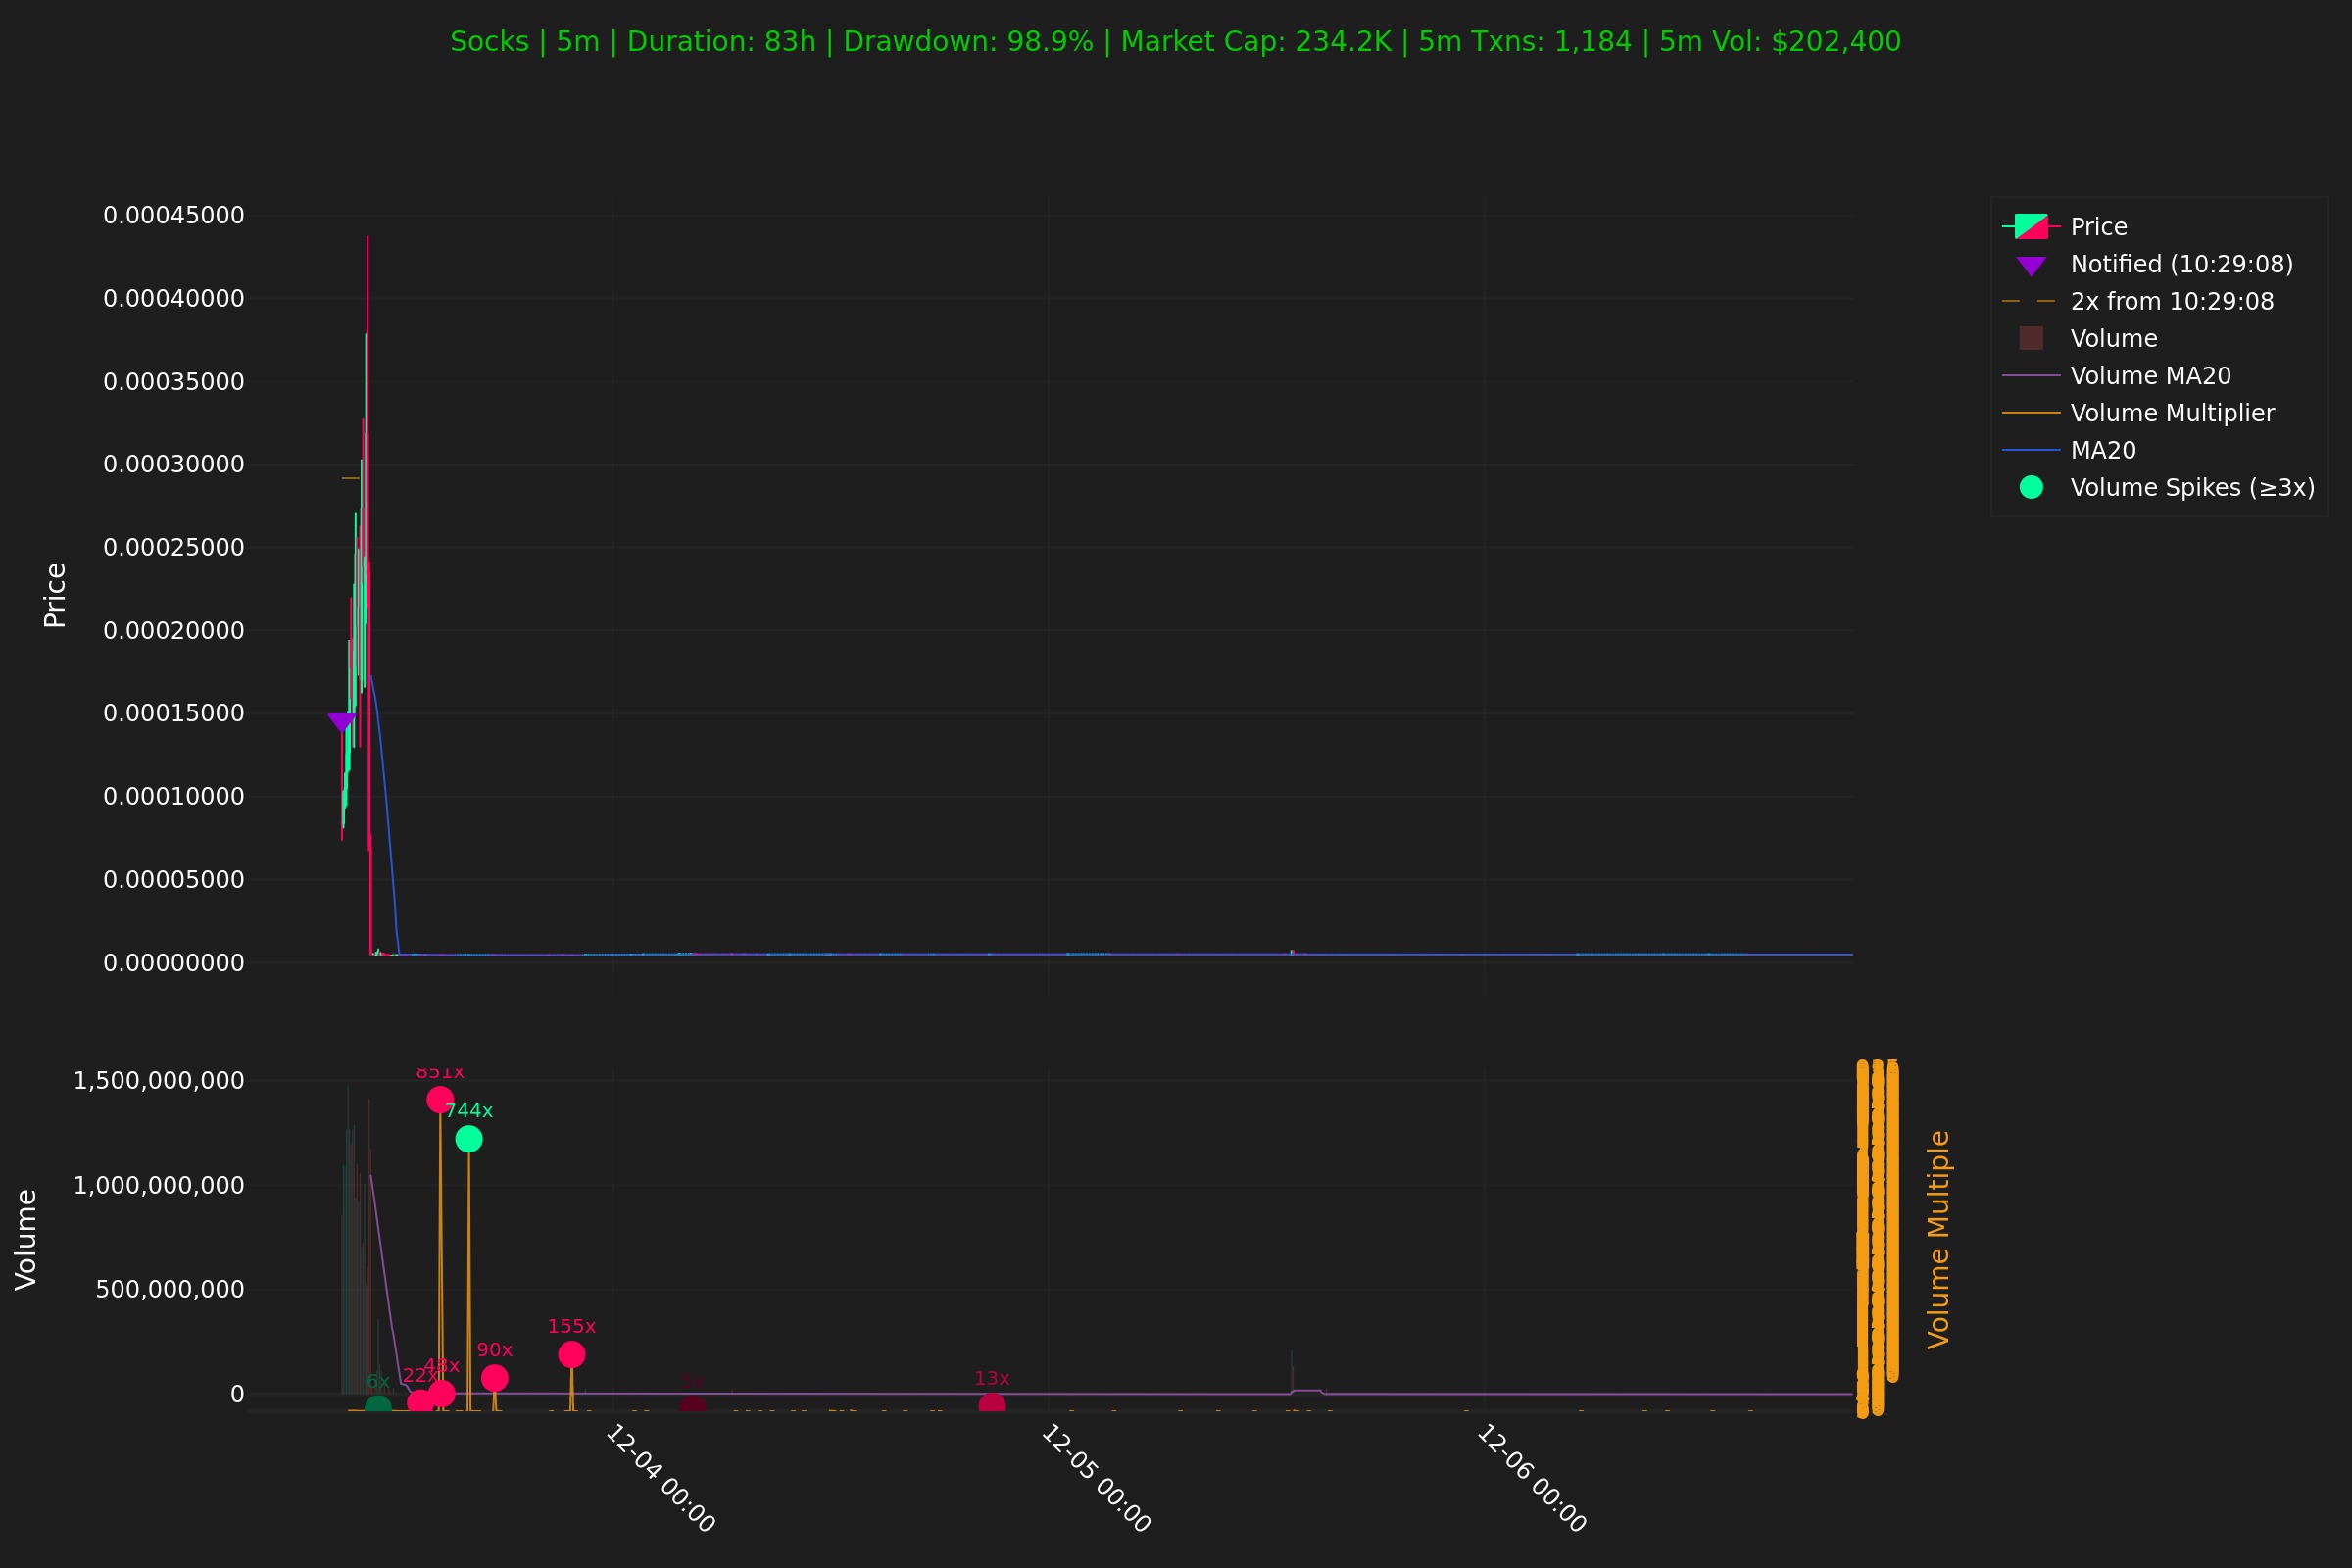 Socks | 5m | Duration: 83h | Drawdown: 98.9% | Market Cap: 234.2K | 5m Txns: 1,184 | 5m Vol: $202,400
Price
0.00045000
0.00040000
0.00035000
0.00030000
0.00025000
0.00020000
0.00015000
0.00010000
0.00005000
0.00000000
Price
Notified (10:29:08)
2x from 10:29:08
Volume
Volume MA20
Volume Multiplier
MA20
Volume Spikes (≥3x)
Volume
1,500,000,000
1,000,000,000
500,000,000
0
851x
744x
155x
90x
48x
22x
6x
13x
Volume Multiple
12-04 00:00
12-05 00:00
12-06 00:00